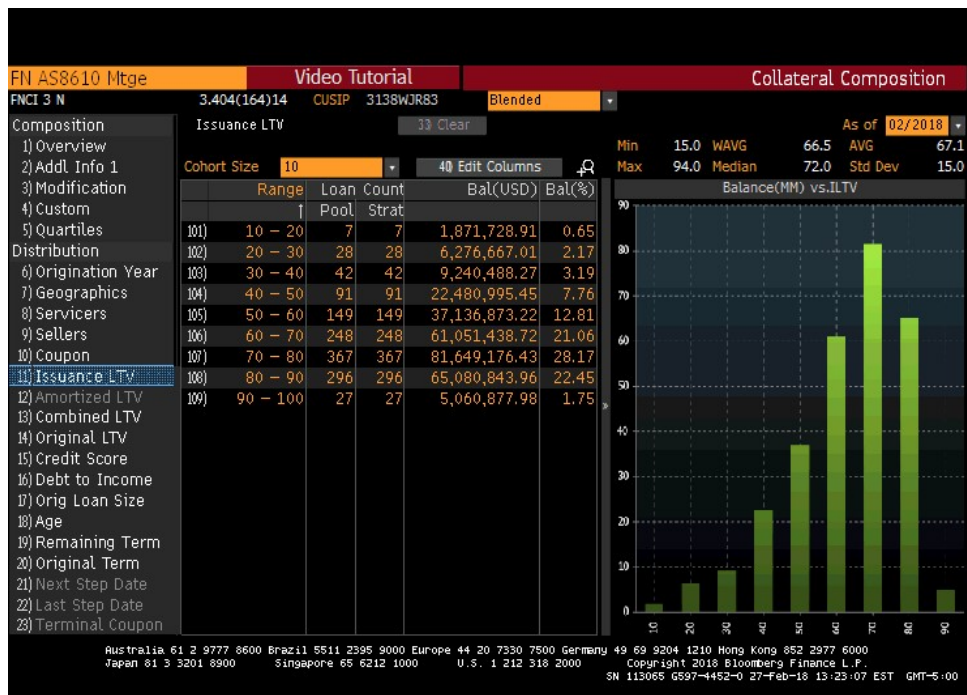 FN AS8610 Mtge Video Tutorial Collateral Composition
FNCI 3 N 3.404(164)14 CUSIP 3138WJR83 Blended
Composition
1) Overview
2) Addl Info 1
3) Modification
4) Custom
5) Quartiles
Distribution
6) Origination Year
7) Geographics
8) Servicers
9) Sellers
10) Coupon
11) Issuance LTV
12) Amortized LTV
13) Combined LTV
14) Original LTV
15) Credit Score
16) Debt to Income
17) Orig Loan Size
18) Age
19) Remaining Term
20) Original Term
21) Next Step Date
22) Last Step Date
23) Terminal Coupon
Issuance LTV 33) Clear
As of 02/2018
Cohort Size 10 40) Edit Columns
Min 15.0 WAVG 66.5 AVG 67.1
Max 94.0 Median 72.0 Std Dev 15.0
Range Loan Count Bal(USD) Bal(%)
↑ Pool Strat
101) 10 - 20 7 7 1,871,728.91 0.65
102) 20 - 30 28 28 6,276,667.01 2.17
103) 30 - 40 42 42 9,240,488.27 3.19
104) 40 - 50 91 91 22,480,995.45 7.76
105) 50 - 60 149 149 37,136,873.22 12.81
106) 60 - 70 248 248 61,051,438.72 21.06
107) 70 - 80 367 367 81,649,176.43 28.17
108) 80 - 90 296 296 65,080,843.96 22.45
109) 90 - 100 27 27 5,060,877.98 1.75
Balance(MM) vs.ILTV
90
80
70
60
50
40
30
20
10
0
10 20 30 40 50 60 70 80 90
Australia 61 2 9777 8600 Brazil 5511 2395 9000 Europe 44 20 7330 7500 Germany 49 69 9204 1210 Hong Kong 852 2977 6000
Japan 81 3 3201 8900 Singapore 65 6212 1000 U.S. 1 212 318 2000 Copyright 2018 Bloomberg Finance L.P.
SN 113065 G597-4452-0 27-Feb-18 13:23:07 EST GMT-5:00